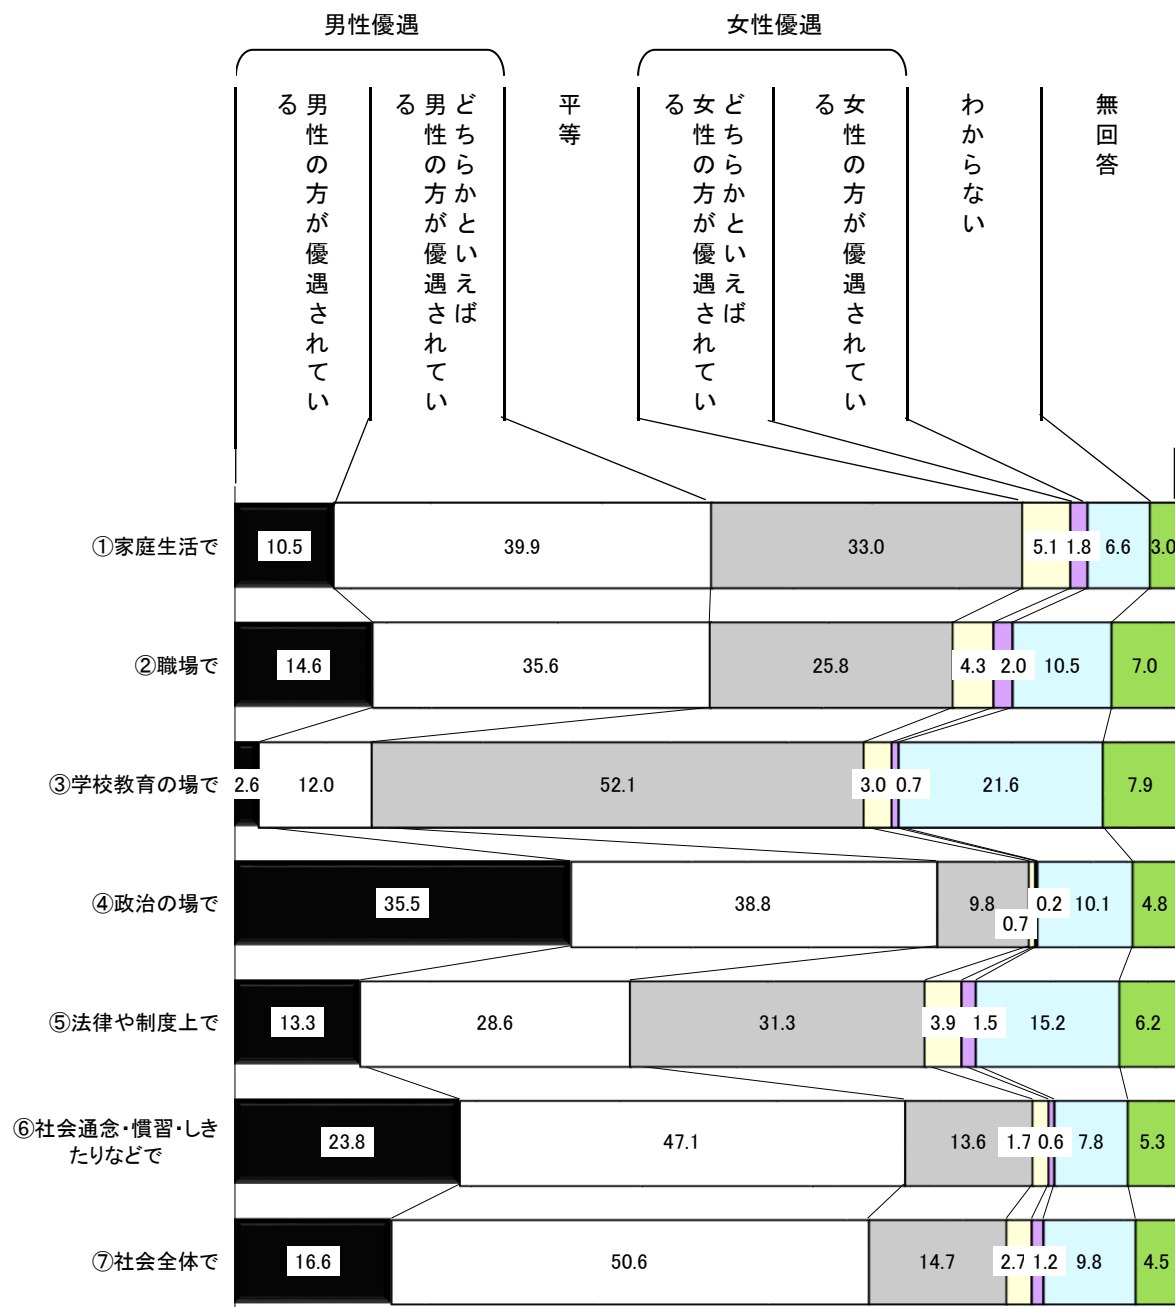 男性優遇
女性優遇
男性の方が優遇されてい
る
どちらかといえば
男性の方が優遇されてい
る
平等
どちらかといえば
女性の方が優遇されてい
る
女性の方が優遇されてい
る
わからない
無回答
①家庭生活で
10.5
39.9
33.0
5.1
1.8
6.6
3.0
②職場で
14.6
35.6
25.8
4.3
2.0
10.5
7.0
③学校教育の場で
2.6
12.0
52.1
3.0
0.7
21.6
7.9
④政治の場で
35.5
38.8
9.8
0.7
0.2
10.1
4.8
⑤法律や制度上で
13.3
28.6
31.3
3.9
1.5
15.2
6.2
⑥社会通念・慣習・しき
たりなどで
23.8
47.1
13.6
1.7
0.6
7.8
5.3
⑦社会全体で
16.6
50.6
14.7
2.7
1.2
9.8
4.5